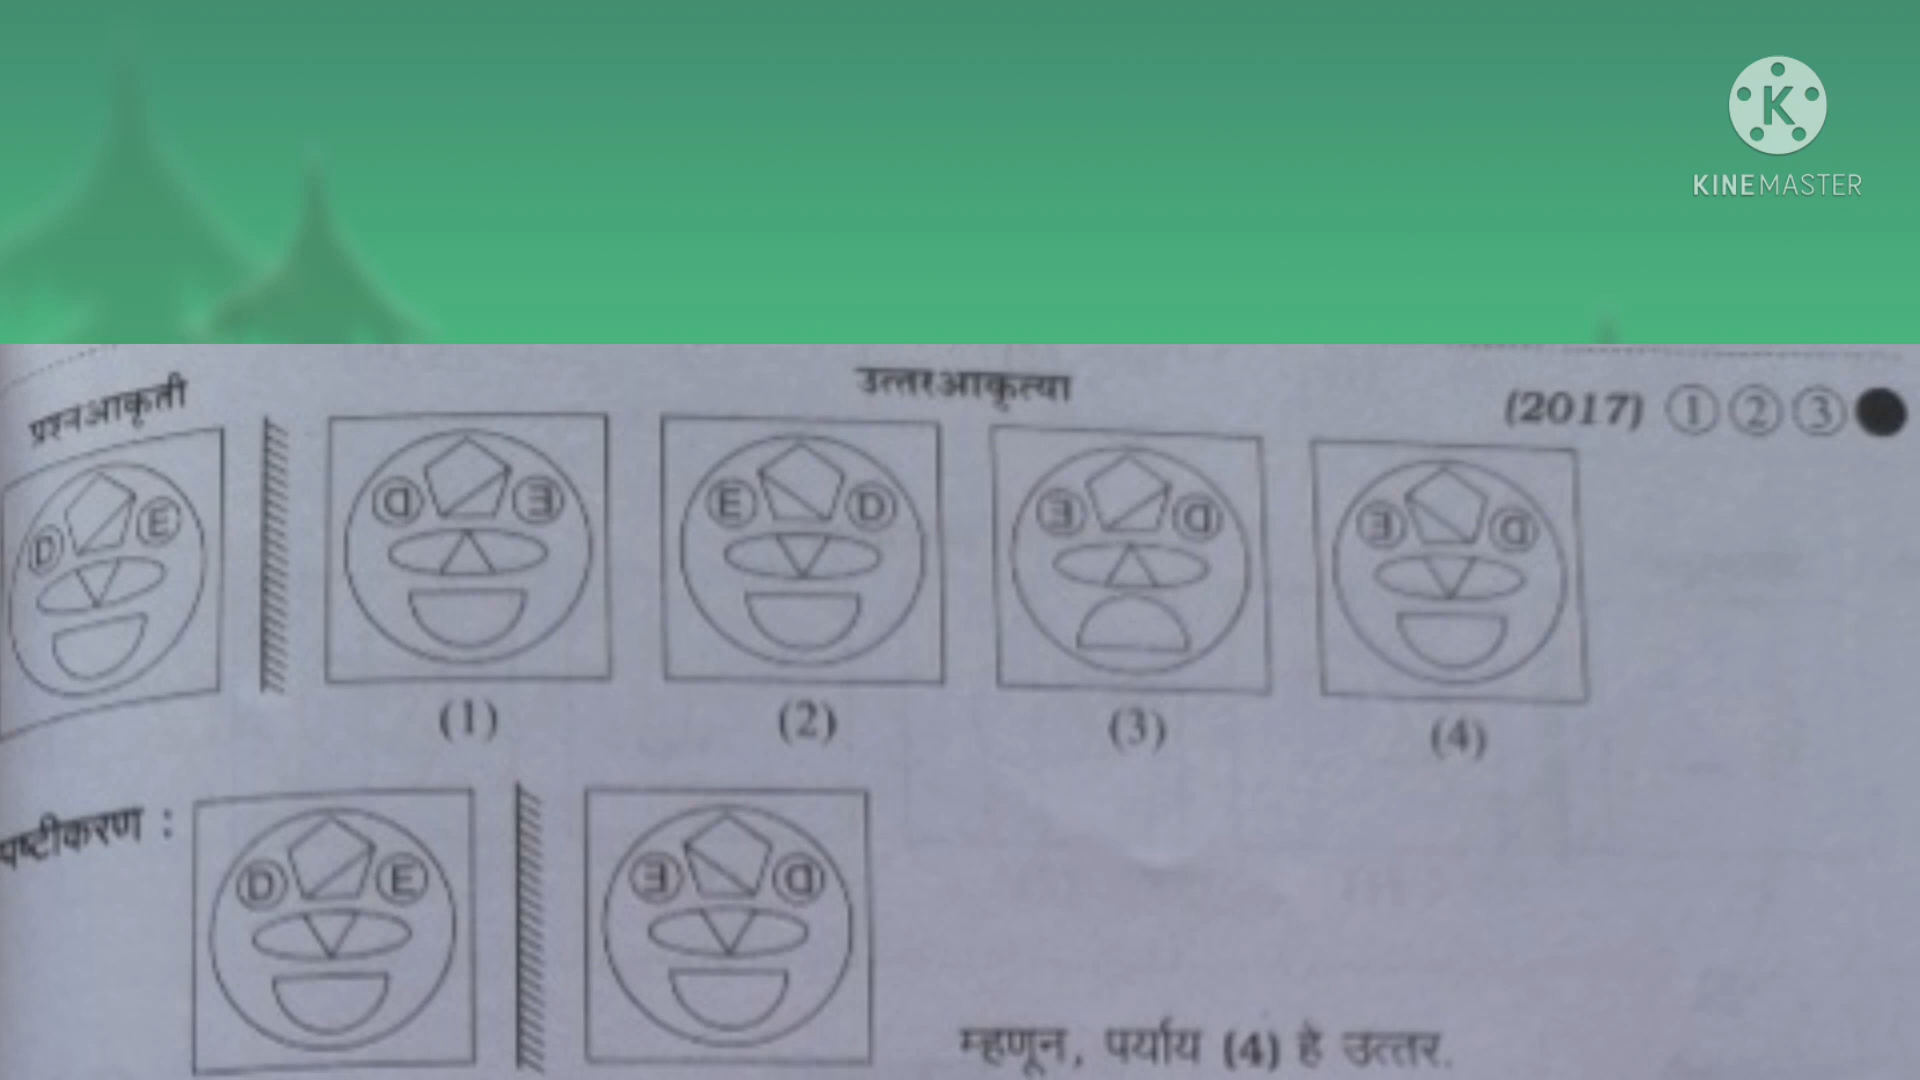 K
KINEMASTER
प्रश्नआकृती
उत्तरआकृत्या
(2017) 1 2 3
D E
D E
E D
E D
E D
(1) (2) (3) (4)
पष्टीकरण :
D E
E D
म्हणून, पर्याय (4) हे उत्तर.